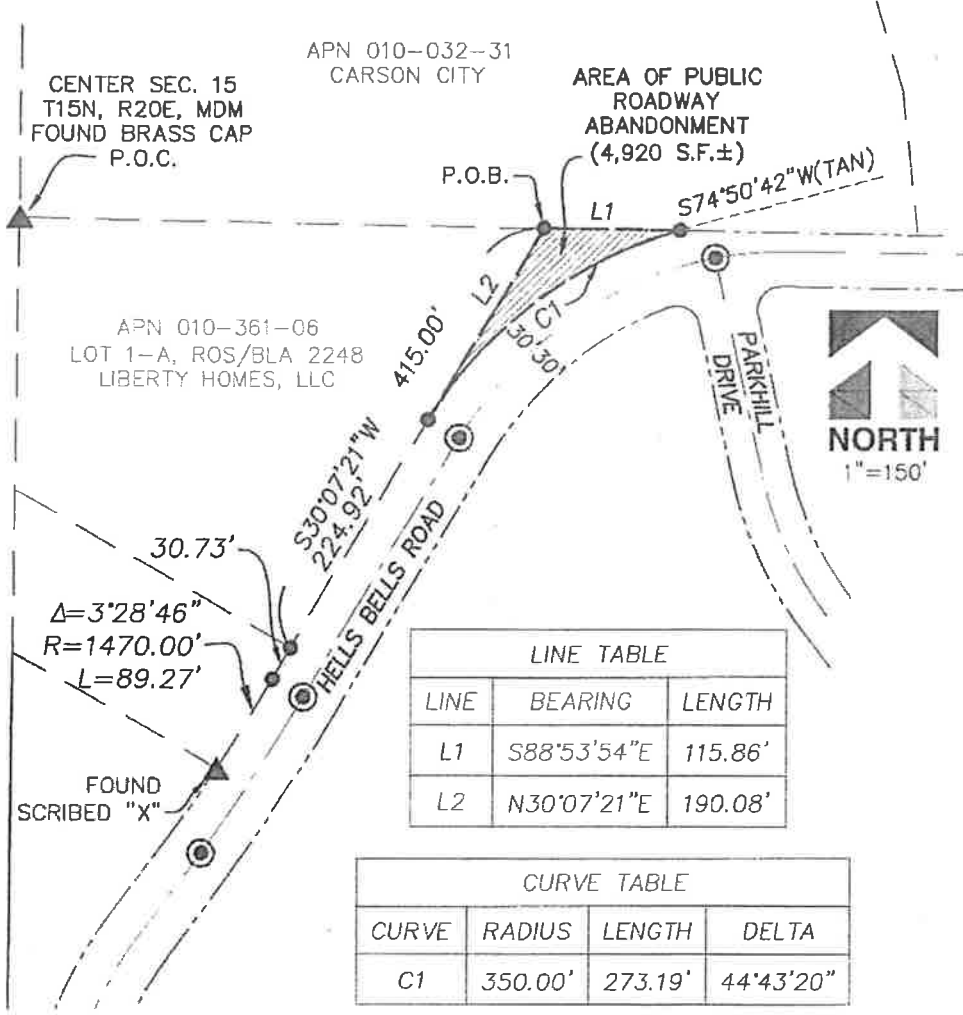 APN 010-032-31
CARSON CITY
CENTER SEC. 15
T15N, R20E, MDM
FOUND BRASS CAP
P.O.C.
AREA OF PUBLIC
ROADWAY
ABANDONMENT
(4,920 S.F.±)
P.O.B.
L1
S74°50'42"W(TAN)
L2
C1
30'
30'
415.00'
APN 010-361-06
LOT 1-A, ROS/BLA 2248
LIBERTY HOMES, LLC
PARKHILL
DRIVE
NORTH
1"=150'
S30°07'21"W
224.92'
30.73'
Δ=3°28'46"
R=1470.00'
L=89.27'
HELLS BELLS ROAD
FOUND
SCRIBED "X"
LINE TABLE
LINE BEARING LENGTH
L1 S88°53'54"E 115.86'
L2 N30°07'21"E 190.08'
CURVE TABLE
CURVE RADIUS LENGTH DELTA
C1 350.00' 273.19' 44°43'20"